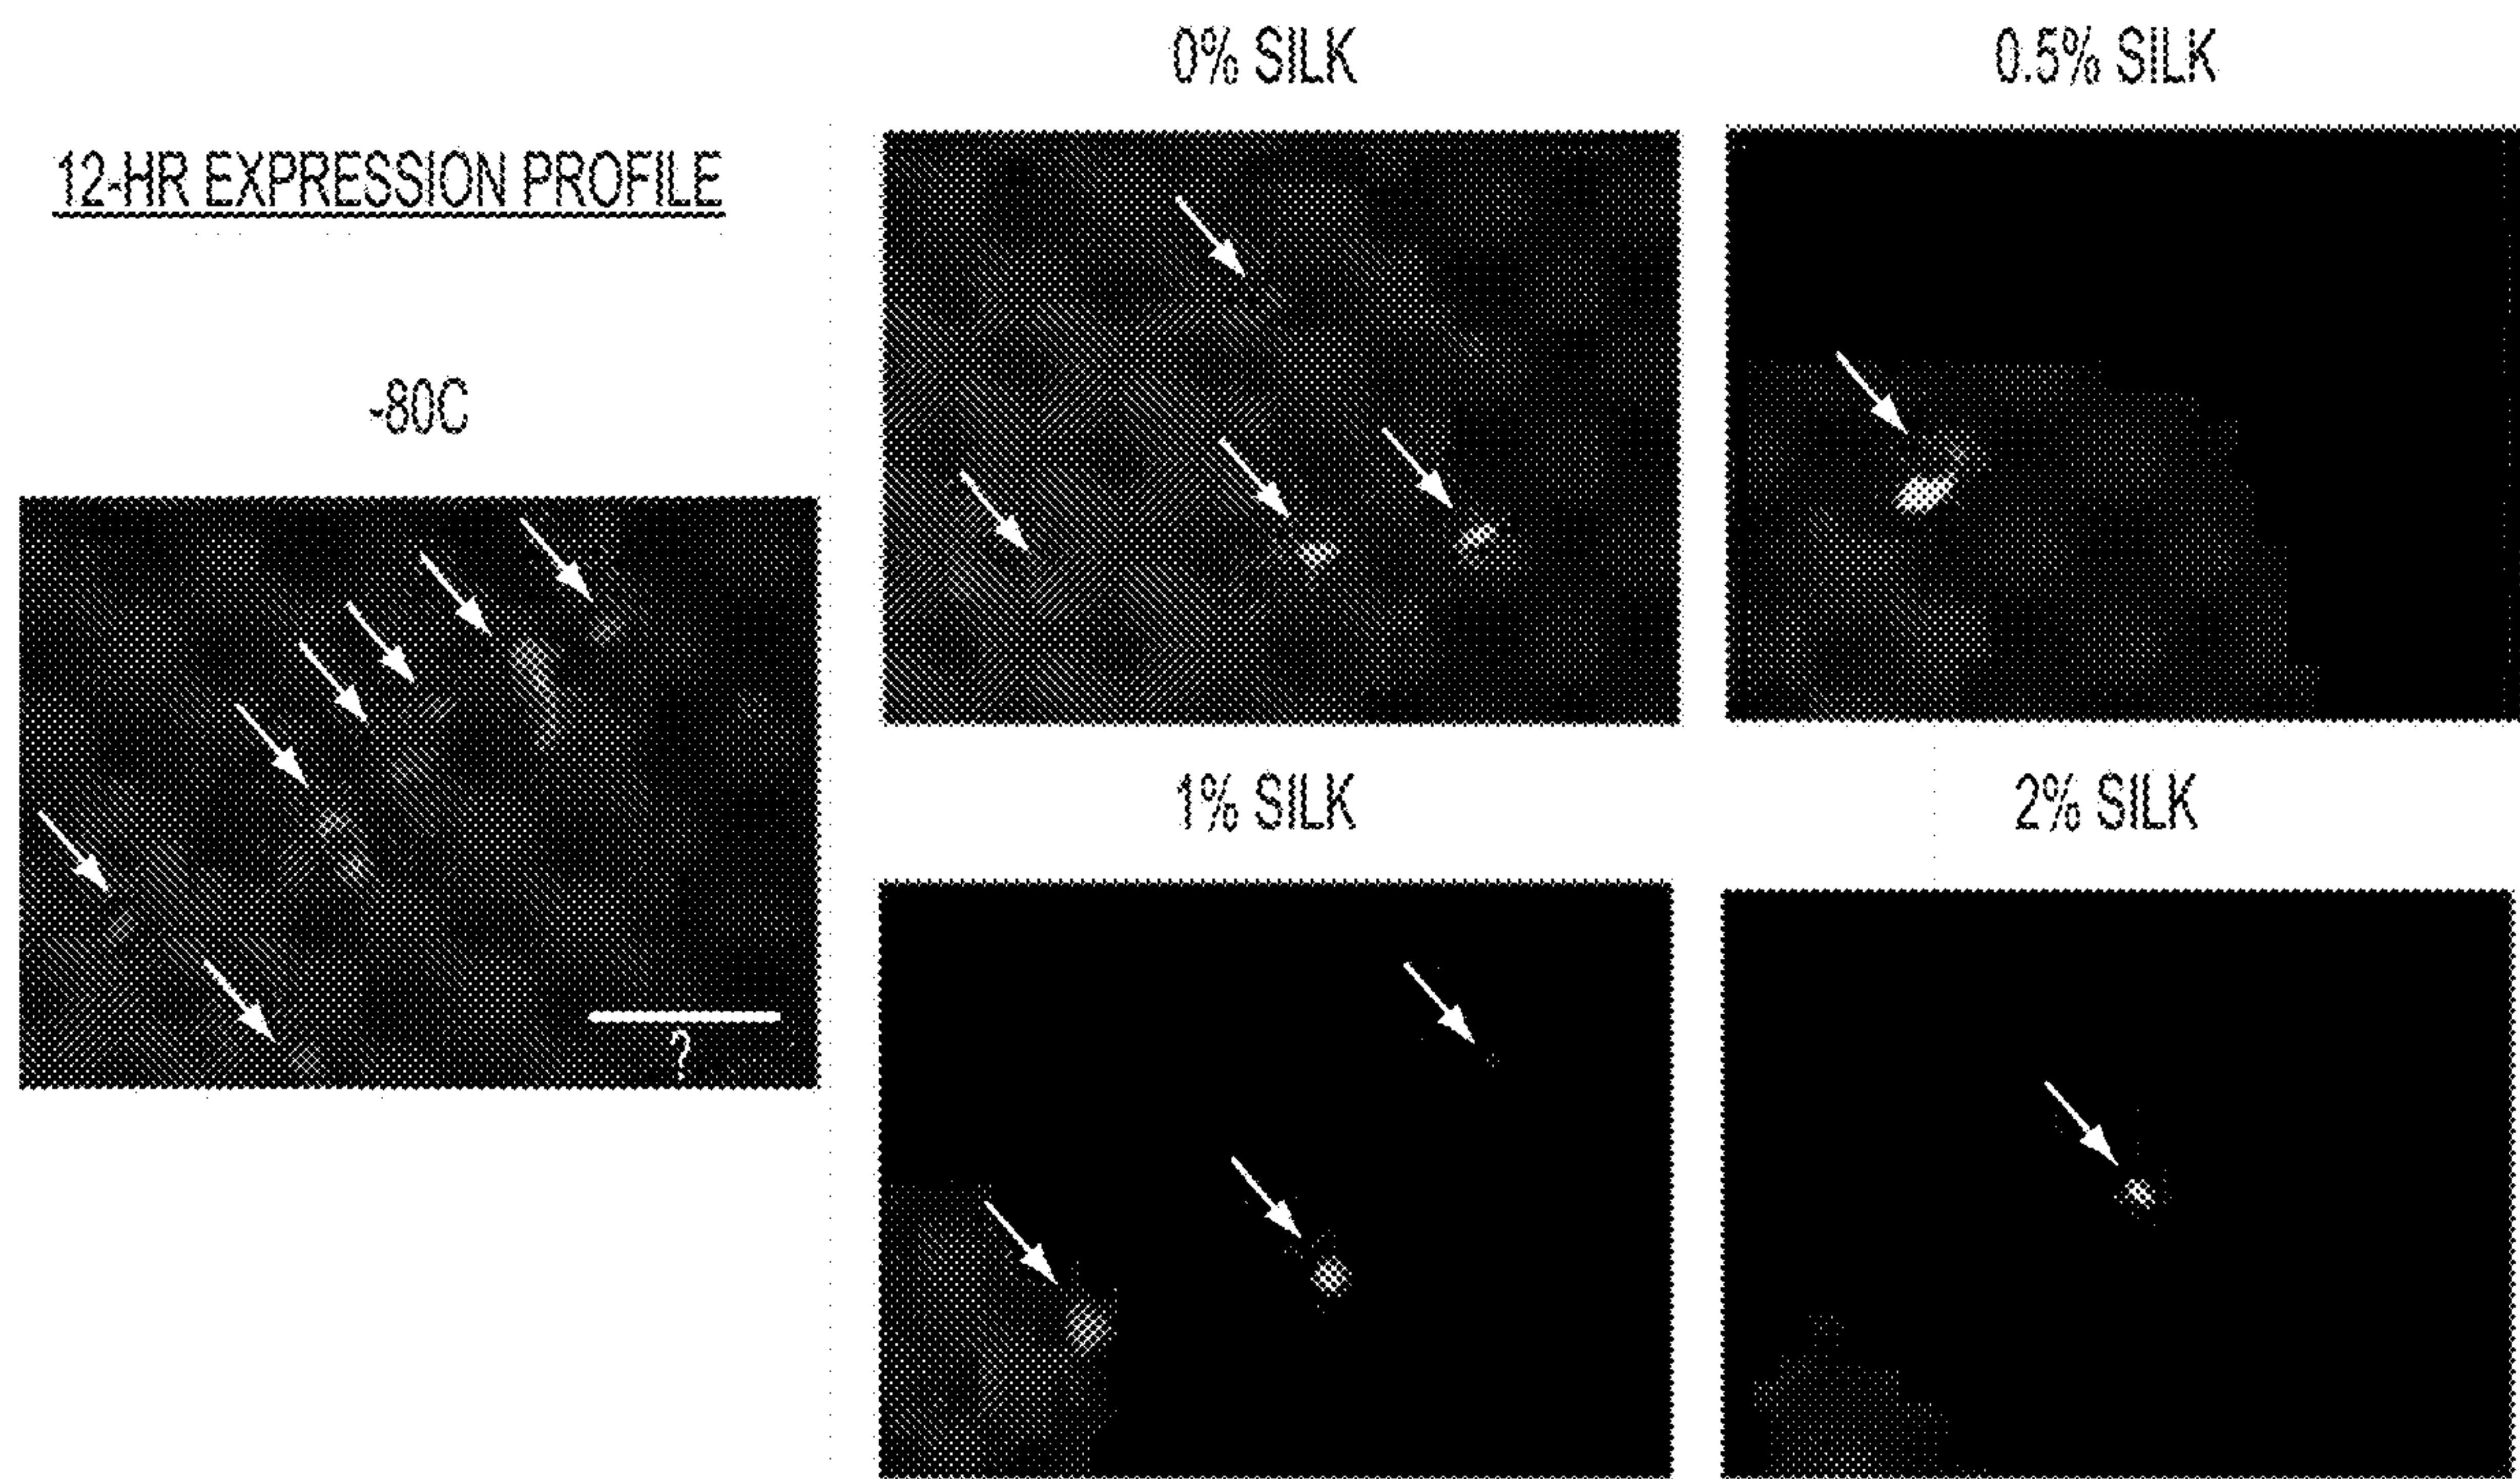 12-HR EXPRESSION PROFILE
-80C
?
0% SILK
0.5% SILK
1% SILK
2% SILK